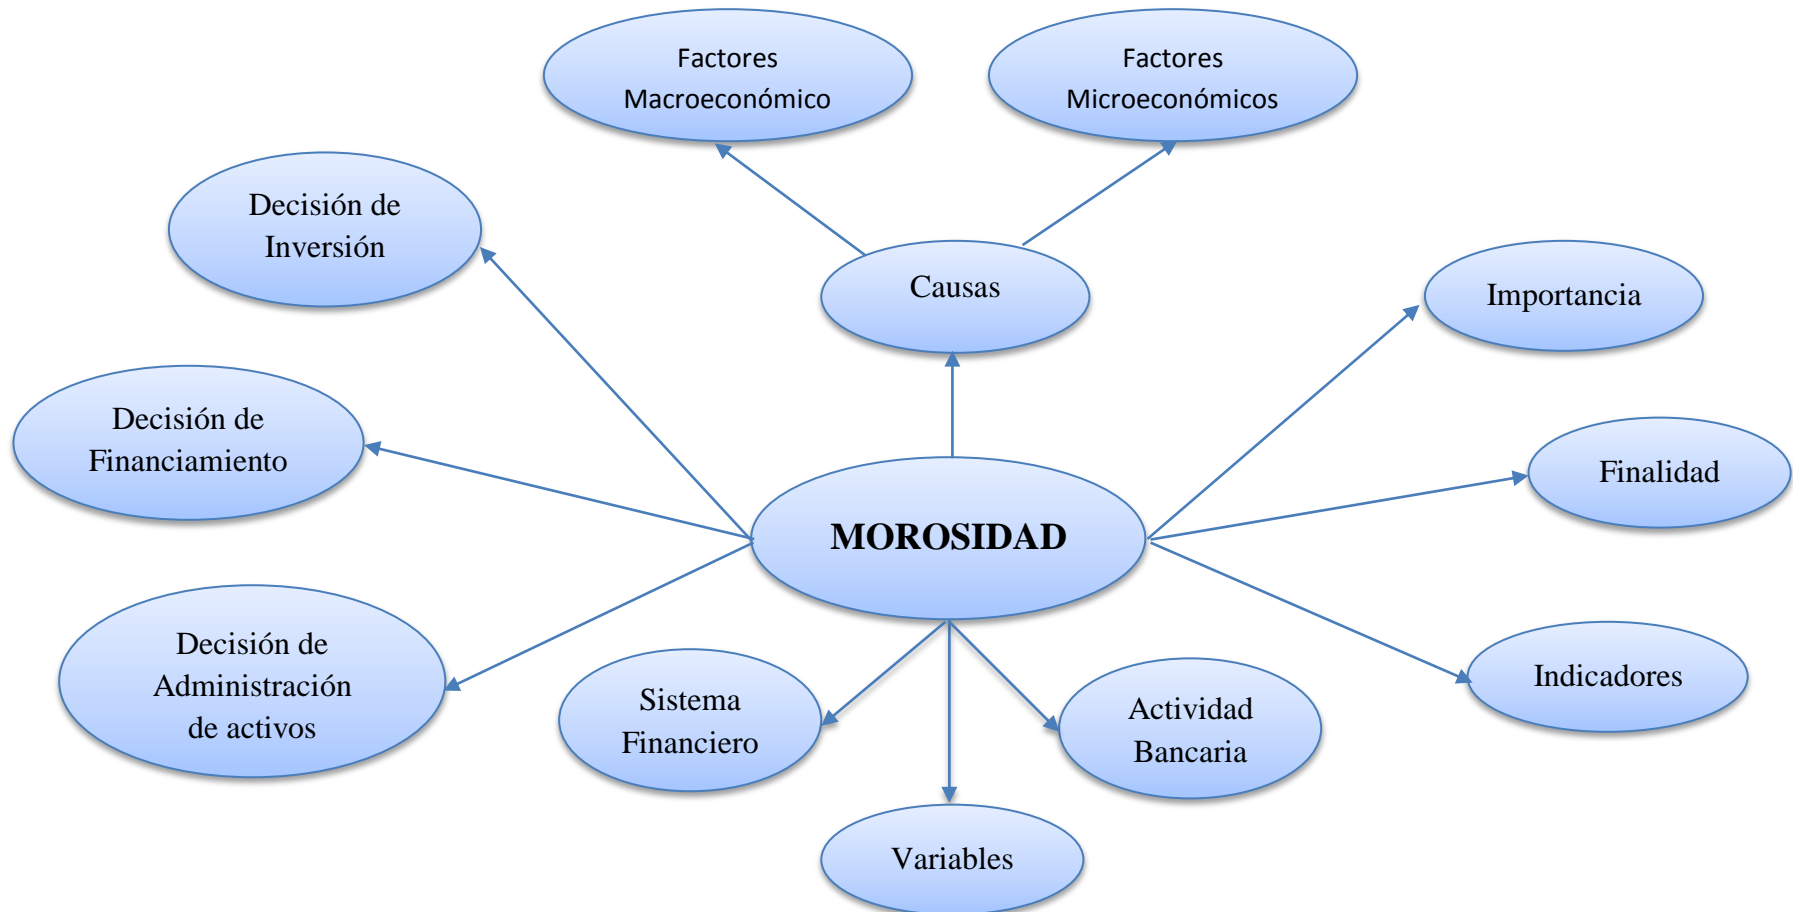 Factores
Macroeconómico
Factores
Microeconómicos
Decisión de
Inversión
Causas
Importancia
Decisión de
Financiamiento
Finalidad
MOROSIDAD
Decisión de
Administración
de activos
Sistema
Financiero
Actividad
Bancaria
Indicadores
Variables